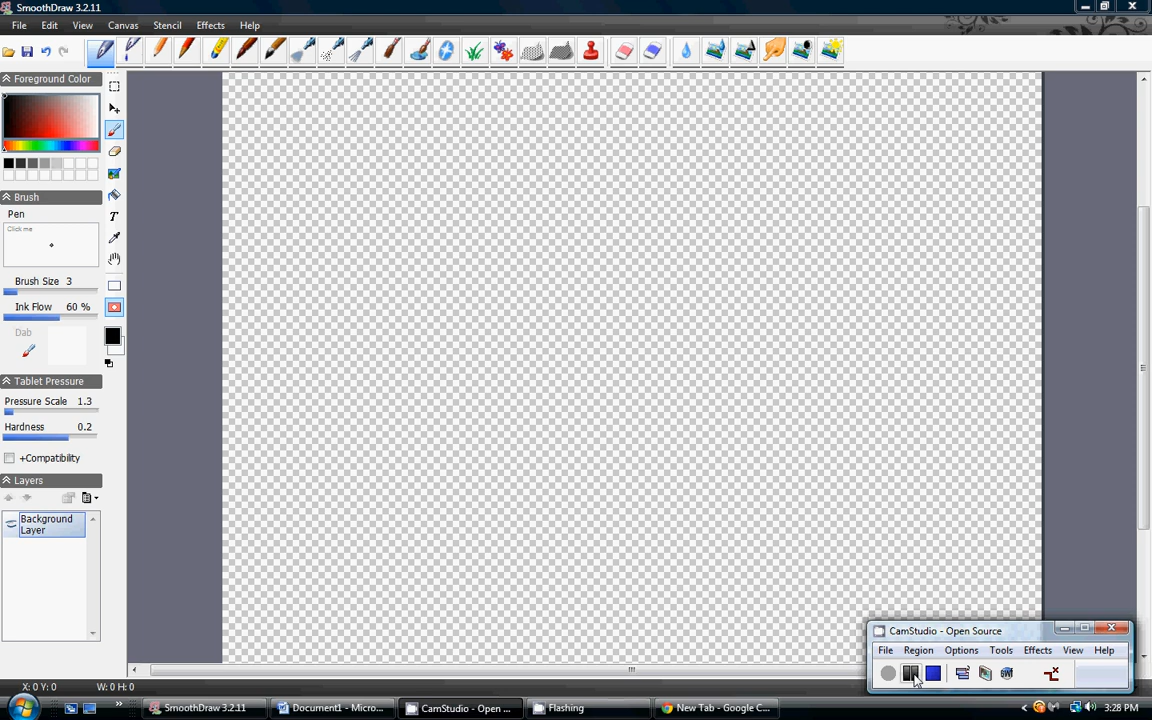 SmoothDraw 3.2.11
File Edit View Canvas Stencil Effects Help
Foreground Color
Brush
Pen
Click me
Brush Size 3
Ink Flow 60 %
Dab
Tablet Pressure
Pressure Scale 1.3
Hardness 0.2
+Compatibility
Layers
Background
Layer
CamStudio - Open Source
File Region Options Tools Effects View Help
X: 0 Y: 0 W: 0 H: 0
SmoothDraw 3.2.11 Document1 - Micro... CamStudio - Open ... Flashing New Tab - Google C... 3:28 PM